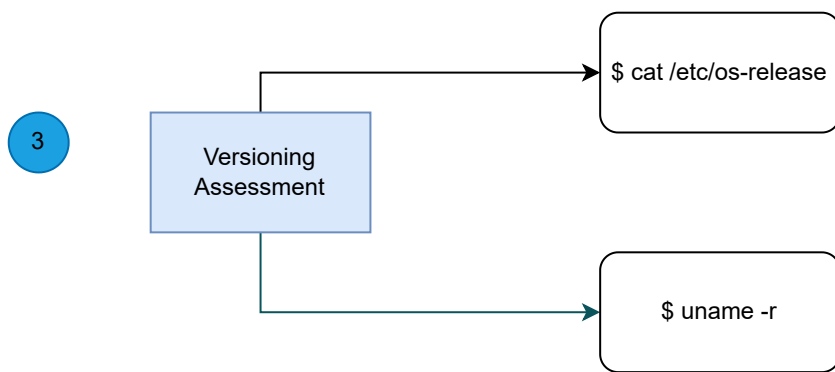 3
Versioning
Assessment
$ cat /etc/os-release
$ uname -r